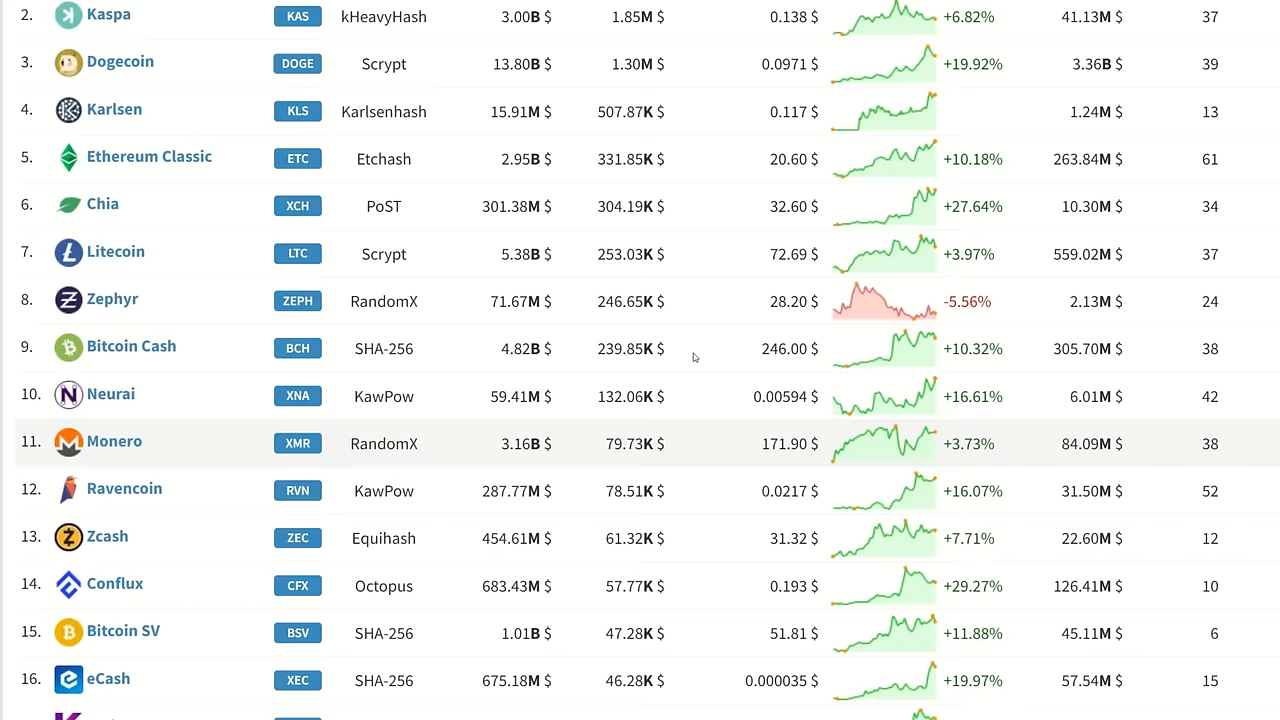 2. Kaspa KAS kHeavyHash 3.00B $ 1.85M $ 0.138 $ +6.82% 41.13M $ 37
3. Dogecoin DOGE Scrypt 13.80B $ 1.30M $ 0.0971 $ +19.92% 3.36B $ 39
4. Karlsen KLS Karlsenhash 15.91M $ 507.87K $ 0.117 $ 1.24M $ 13
5. Ethereum Classic ETC Etchash 2.95B $ 331.85K $ 20.60 $ +10.18% 263.84M $ 61
6. Chia XCH PoST 301.38M $ 304.19K $ 32.60 $ +27.64% 10.30M $ 34
7. Litecoin LTC Scrypt 5.38B $ 253.03K $ 72.69 $ +3.97% 559.02M $ 37
8. Zephyr ZEPH RandomX 71.67M $ 246.65K $ 28.20 $ -5.56% 2.13M $ 24
9. Bitcoin Cash BCH SHA-256 4.82B $ 239.85K $ 246.00 $ +10.32% 305.70M $ 38
10. Neurai XNA KawPow 59.41M $ 132.06K $ 0.00594 $ +16.61% 6.01M $ 42
11. Monero XMR RandomX 3.16B $ 79.73K $ 171.90 $ +3.73% 84.09M $ 38
12. Ravencoin RVN KawPow 287.77M $ 78.51K $ 0.0217 $ +16.07% 31.50M $ 52
13. Zcash ZEC Equihash 454.61M $ 61.32K $ 31.32 $ +7.71% 22.60M $ 12
14. Conflux CFX Octopus 683.43M $ 57.77K $ 0.193 $ +29.27% 126.41M $ 10
15. Bitcoin SV BSV SHA-256 1.01B $ 47.28K $ 51.81 $ +11.88% 45.11M $ 6
16. eCash XEC SHA-256 675.18M $ 46.28K $ 0.000035 $ +19.97% 57.54M $ 15